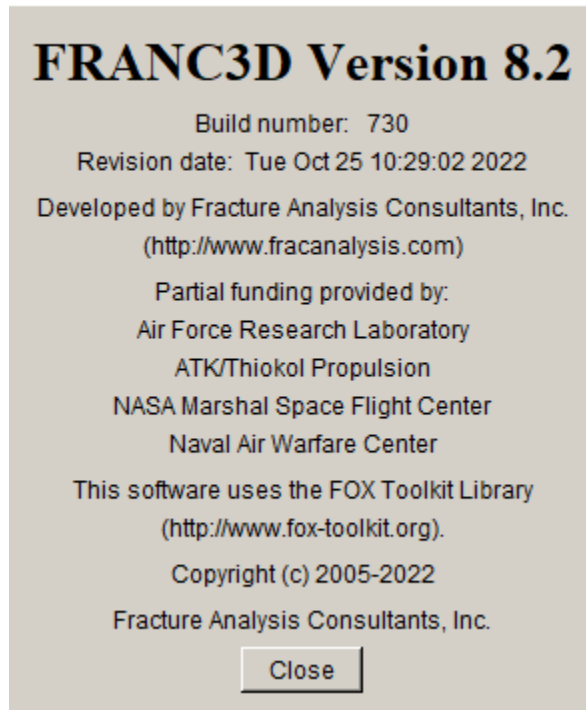 FRANC3D Version 8.2
Build number: 730
Revision date: Tue Oct 25 10:29:02 2022
Developed by Fracture Analysis Consultants, Inc.
(http://www.fracanalysis.com)
Partial funding provided by:
Air Force Research Laboratory
ATK/Thiokol Propulsion
NASA Marshal Space Flight Center
Naval Air Warfare Center
This software uses the FOX Toolkit Library
(http://www.fox-toolkit.org).
Copyright (c) 2005-2022
Fracture Analysis Consultants, Inc.
Close